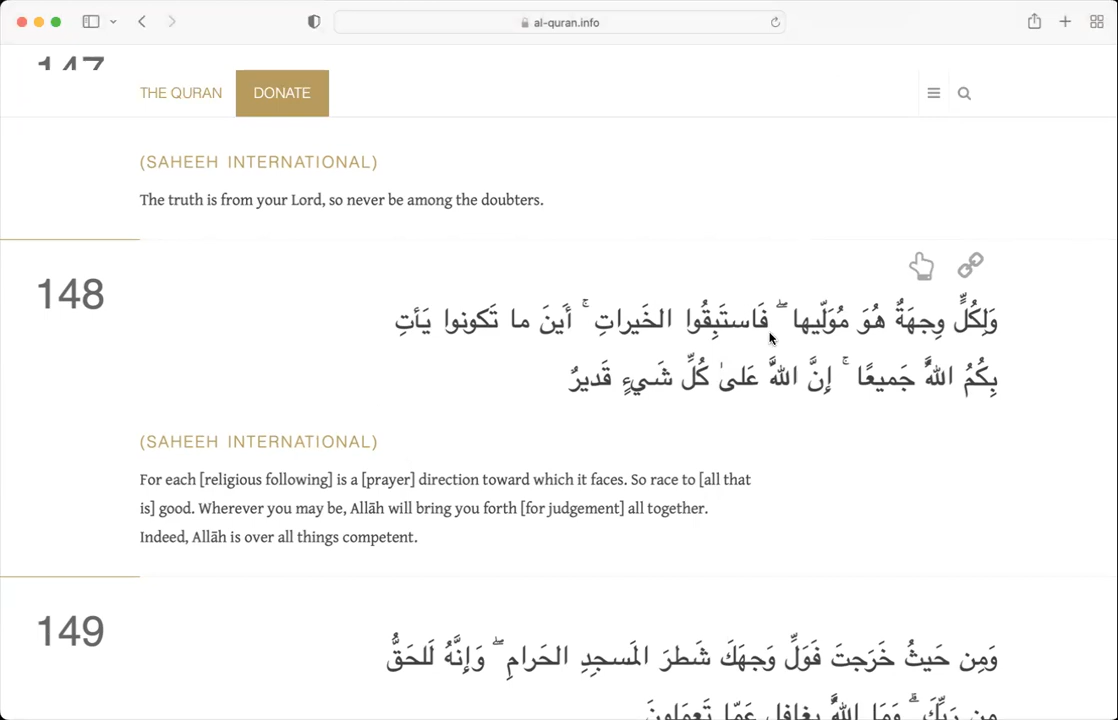 al-quran.info
147
THE QURAN
DONATE
(SAHEEH INTERNATIONAL)
The truth is from your Lord, so never be among the doubters.
148
وَلِكُلٍّ وِجهَةٌ هُوَ مُوَلّيها ۖ فَاستَبِقُوا الخَيراتِ ۚ أَينَ ما تَكونوا يَأتِ
بِكُمُ اللَّهُ جَميعًا ۚ إِنَّ اللَّهَ عَلىٰ كُلِّ شَيءٍ قَديرٌ
(SAHEEH INTERNATIONAL)
For each [religious following] is a [prayer] direction toward which it faces. So race to [all that
is] good. Wherever you may be, Allāh will bring you forth [for judgement] all together.
Indeed, Allāh is over all things competent.
149
وَمِن حَيثُ خَرَجتَ فَوَلِّ وَجهَكَ شَطرَ المَسجِدِ الحَرامِ ۖ وَإِنَّهُ لَلحَقُّ
مِن رَبِّكَ ۗ وَمَا اللَّهُ بِغافِلٍ عَمّا تَعمَلونَ